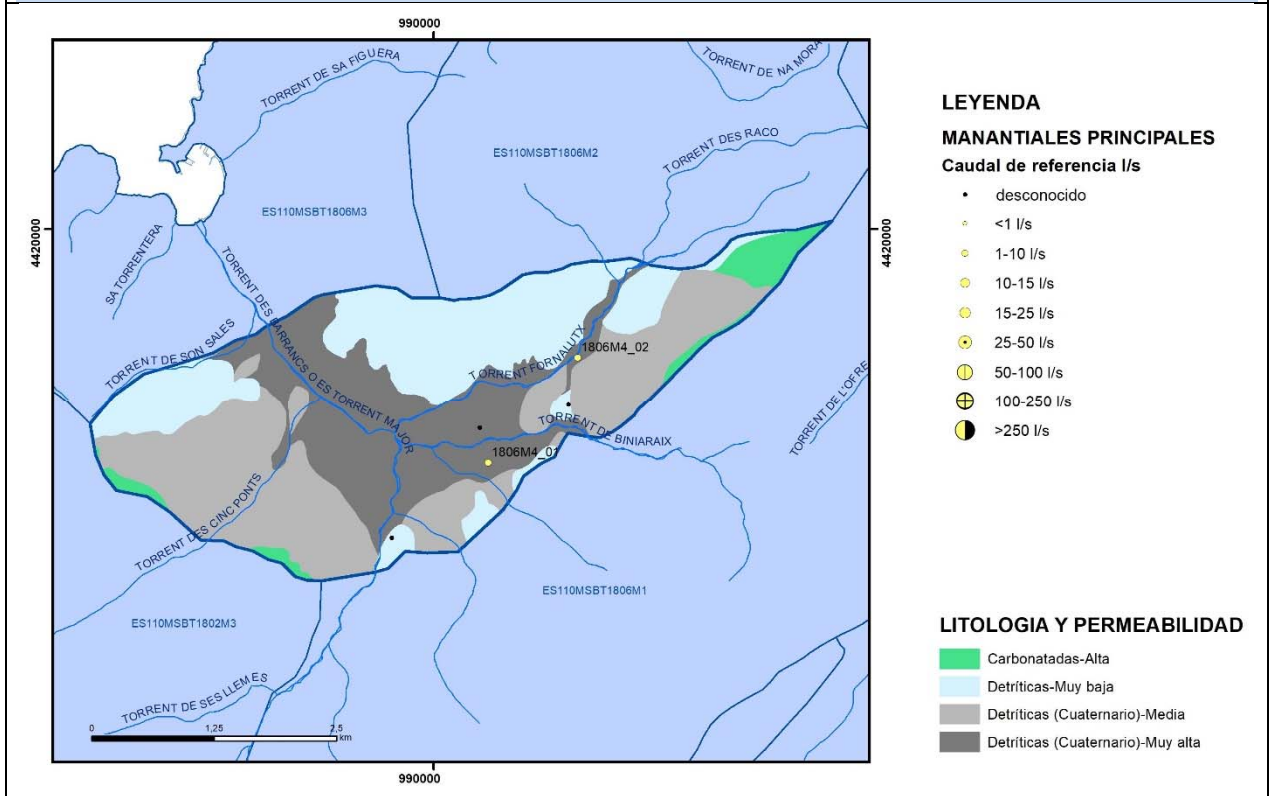 990000
4420000
4420000
TORRENT DE SA FIGUERA
TORRENT DE NA MORA
TORRENT DES RACO
ES110MSBT1806M2
ES110MSBT1806M3
SA TORRENTERA
TORRENT DES BARRANCS O ES TORRENT MAJOR
TORRENT DE SON SALES
TORRENT FORNALUTX
1806M4_02
TORRENT DE BINIARAIX
TORRENT DE L'OFRE
1806M4_01
TORRENT DES CINC PONTS
ES110MSBT1806M1
ES110MSBT1802M3
TORRENT DE SES LLEMES
0 1,25 2,5
km
990000
LEYENDA
MANANTIALES PRINCIPALES
Caudal de referencia l/s
desconocido
<1 l/s
1-10 l/s
10-15 l/s
15-25 l/s
25-50 l/s
50-100 l/s
100-250 l/s
>250 l/s
LITOLOGIA Y PERMEABILIDAD
Carbonatadas-Alta
Detríticas-Muy baja
Detríticas (Cuaternario)-Media
Detríticas (Cuaternario)-Muy alta